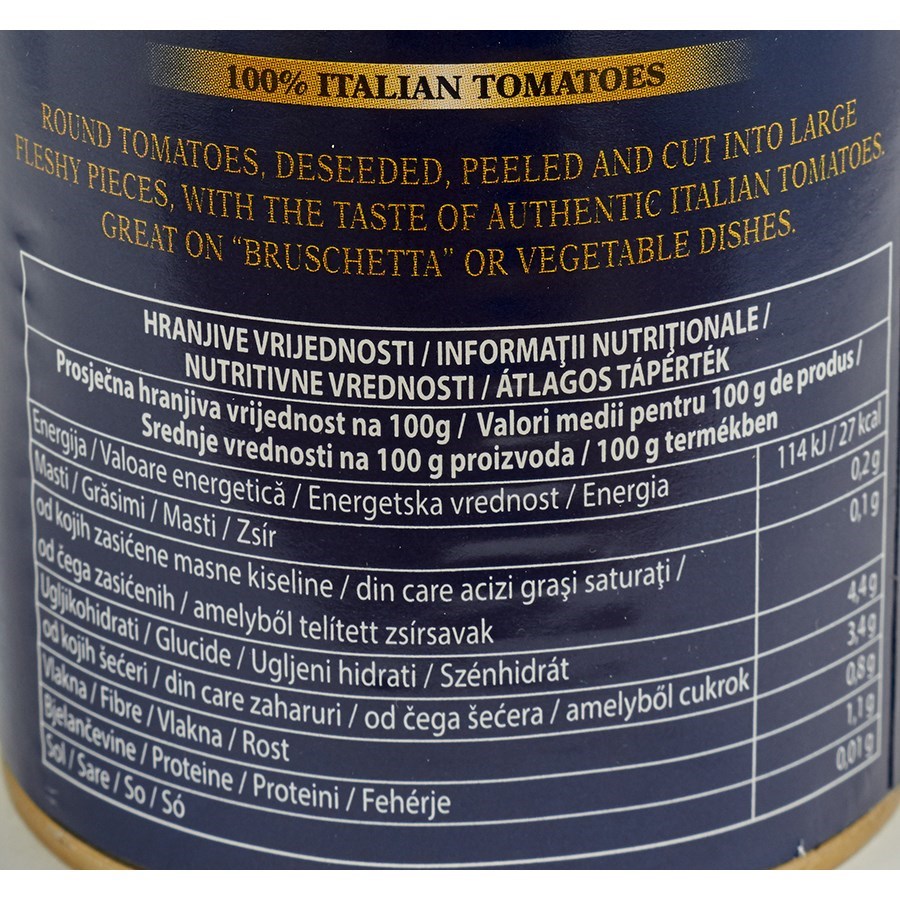 100% ITALIAN TOMATOES
ROUND TOMATOES, DESEEDED, PEELED AND CUT INTO LARGE
FLESHY PIECES, WITH THE TASTE OF AUTHENTIC ITALIAN TOMATOES.
GREAT ON "BRUSCHETTA" OR VEGETABLE DISHES.
HRANJIVE VRIJEDNOSTI / INFORMAŢII NUTRIŢIONALE /
NUTRITIVNE VREDNOSTI / ÁTLAGOS TÁPÉRTÉK
Prosječna hranjiva vrijednost na 100g / Valori medii pentru 100 g de produs /
Srednje vrednosti na 100 g proizvoda / 100 g termékben
Energija / Valoare energetică / Energetska vrednost / Energia 114 kJ / 27 kcal
Masti / Grăsimi / Masti / Zsír 0,2g
od kojih zasićene masne kiseline / din care acizi graşi saturaţi / 0,1g
od čega zasićenih / amelyből telített zsírsavak
Ugljikohidrati / Glucide / Ugljeni hidrati / Szénhidrát 4,4g
od kojih šećeri / din care zaharuri / od čega šećera / amelyből cukrok 3,4g
Vlakna / Fibre / Vlakna / Rost 0,8g
Bjelančevine / Proteine / Proteini / Fehérje 1,1g
Sol / Sare / So / Só 0,01g